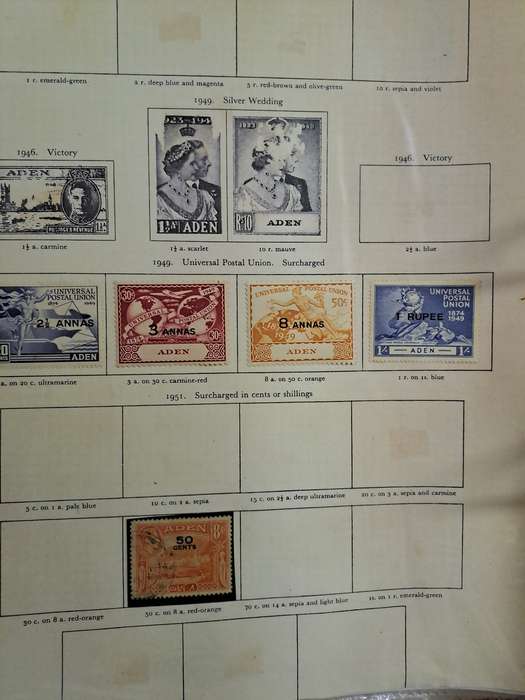 1 r. emerald-green
2 r. deep blue and magenta
5 r. red-brown and olive-green
10 r. sepia and violet
1949. Silver Wedding
1946. Victory
1946. Victory
ADEN
1½ A
ADEN
R. 10
ADEN
1½ a. carmine
1½ a. scarlet
10 r. mauve
2½ a. blue
1949. Universal Postal Union. Surcharged
UNIVERSAL
POSTAL UNION
2½ ANNAS
ADEN
30c
3 ANNAS
30c
ADEN
50c
8 ANNAS
1949
ADEN
UNIVERSAL
POSTAL UNION
1 RUPEE
1874
1949
1/-
ADEN
1/-
a. on 20 c. ultramarine
3 a. on 30 c. carmine-red
8 a. on 50 c. orange
1 r. on 1s. blue
1951. Surcharged in cents or shillings
5 c. on 1 a. pale blue
10 c. on 2 a. sepia
15 c. on 2½ a. deep ultramarine
20 c. on 3 a. sepia and carmine
ADEN
50
CENTS
30 c. on 8 a. red-orange
50 c. on 8 a. red-orange
70 c. on 14 a. sepia and light blue
1s. on 1 r. emerald-green